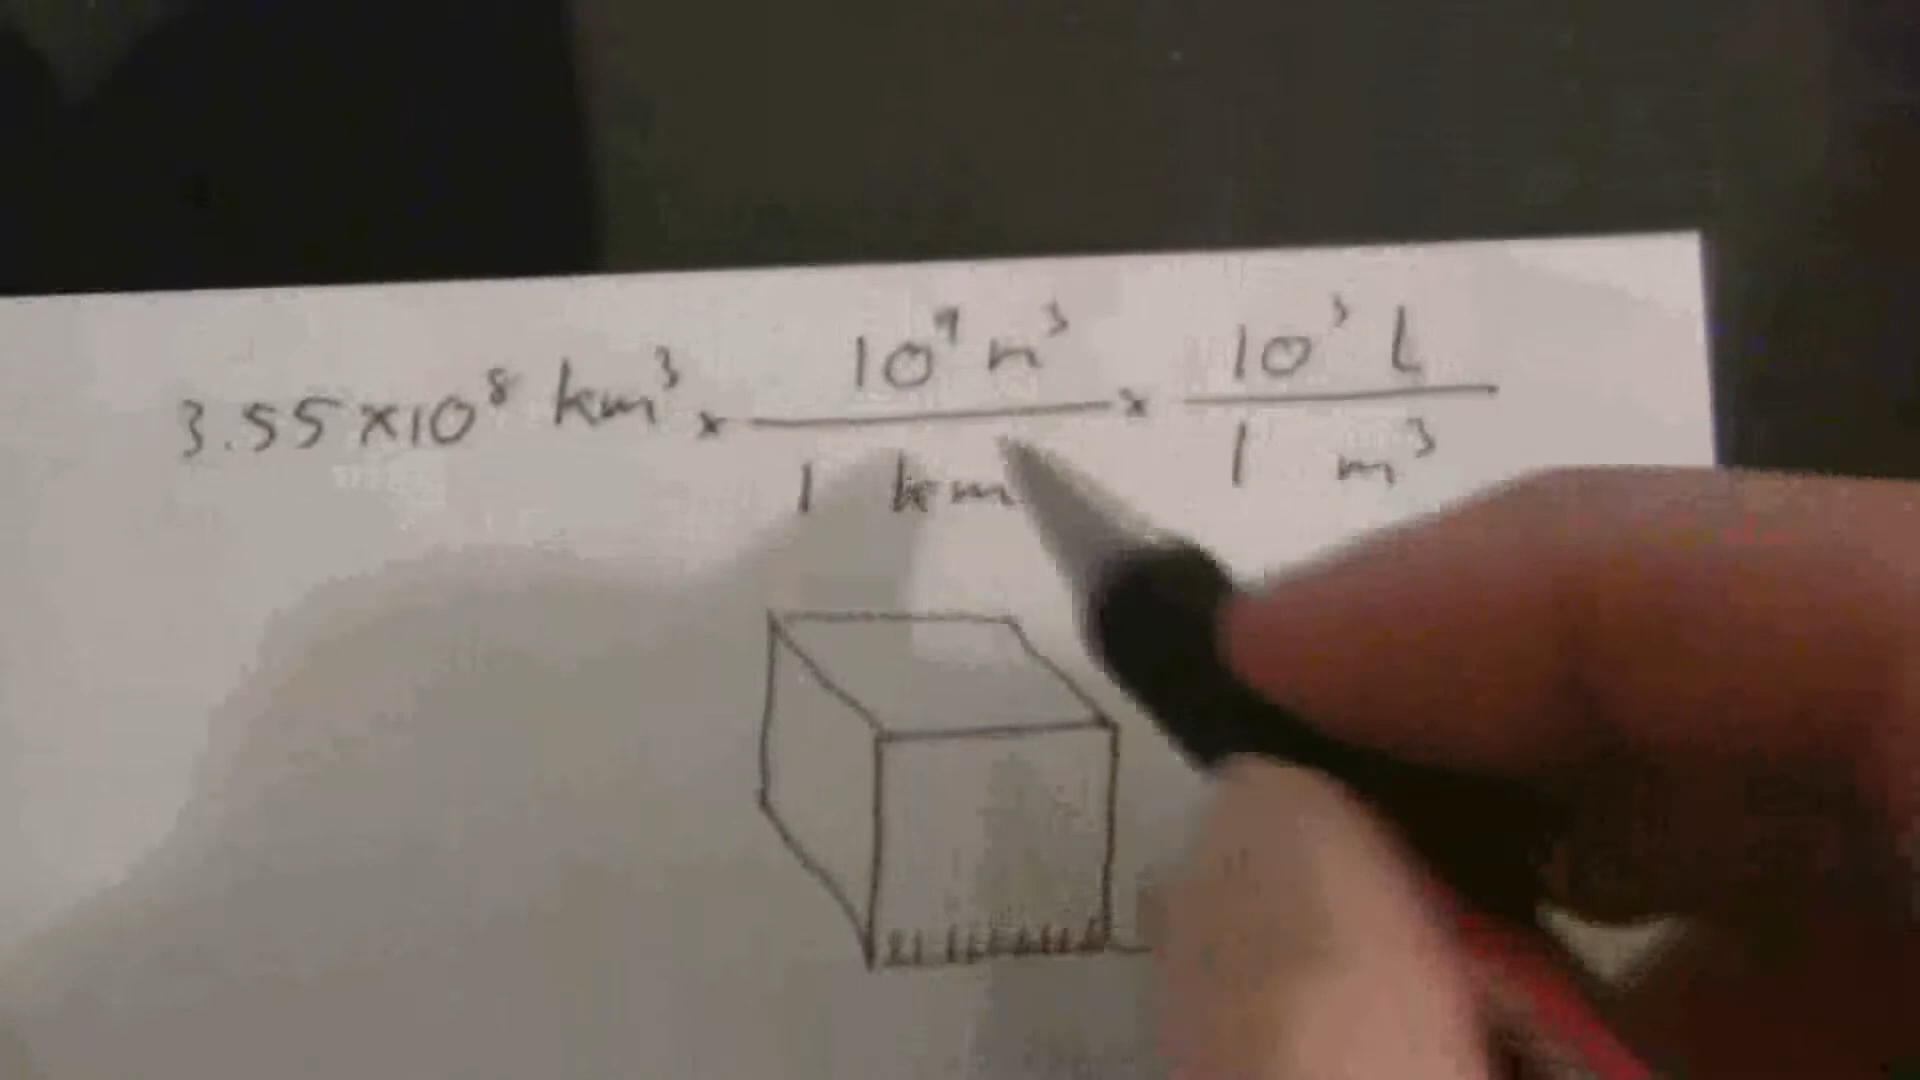 3.55×10⁸ km³ × 10⁹ m³ / 1 km × 10³ L / 1 m³